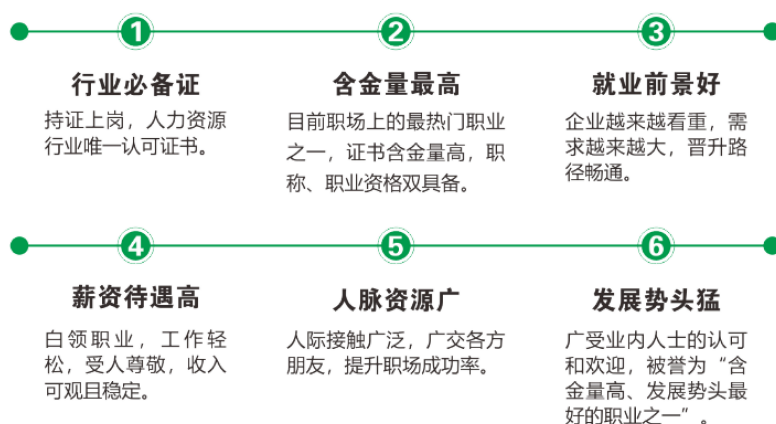 1
2
3
行业必备证
含金量最高
就业前景好
持证上岗，人力资源
行业唯一认可证书。
目前职场上的最热门职业
之一，证书含金量高，职
称、职业资格双具备。
企业越来越看重，需
求越来越大，晋升路
径畅通。
4
5
6
薪资待遇高
人脉资源广
发展势头猛
白领职业，工作轻
松，受人尊敬，收入
可观且稳定。
人际接触广泛，广交各方
朋友，提升职场成功率。
广受业内人士的认可
和欢迎，被誉为“含
金量高、发展势头最
好的职业之一”。